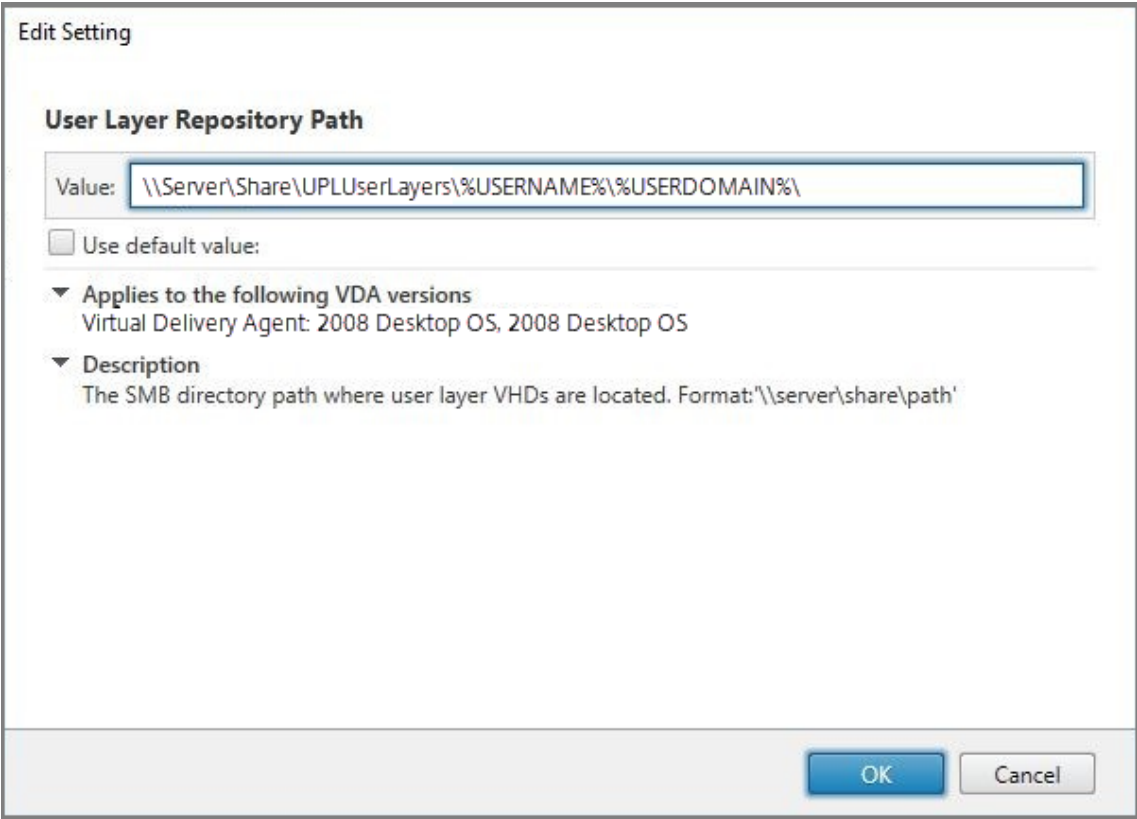 Edit Setting
User Layer Repository Path
Value: \\Server\Share\UPLUserLayers\%USERNAME%\%USERDOMAIN%\
Use default value:
Applies to the following VDA versions
Virtual Delivery Agent: 2008 Desktop OS, 2008 Desktop OS
Description
The SMB directory path where user layer VHDs are located. Format:'\\server\share\path'
OK Cancel